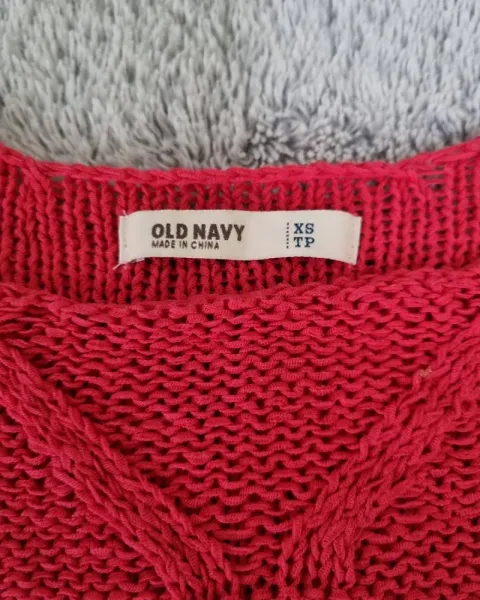 OLD NAVY
MADE IN CHINA
XS
TP